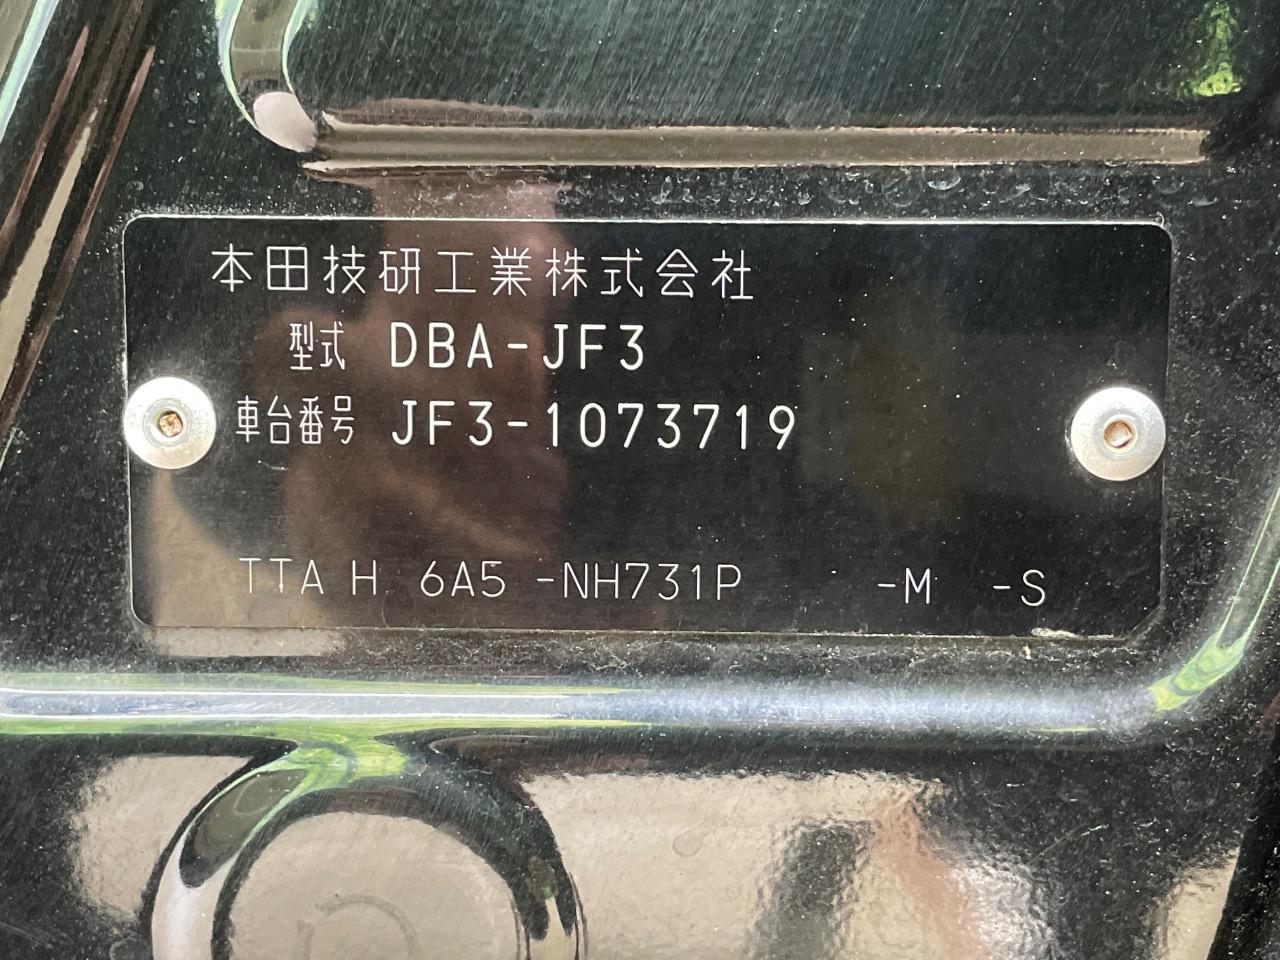 本田技研工業株式会社
型式 DBA-JF3
車台番号 JF3-1073719
TTA H 6A5 -NH731P -M -S